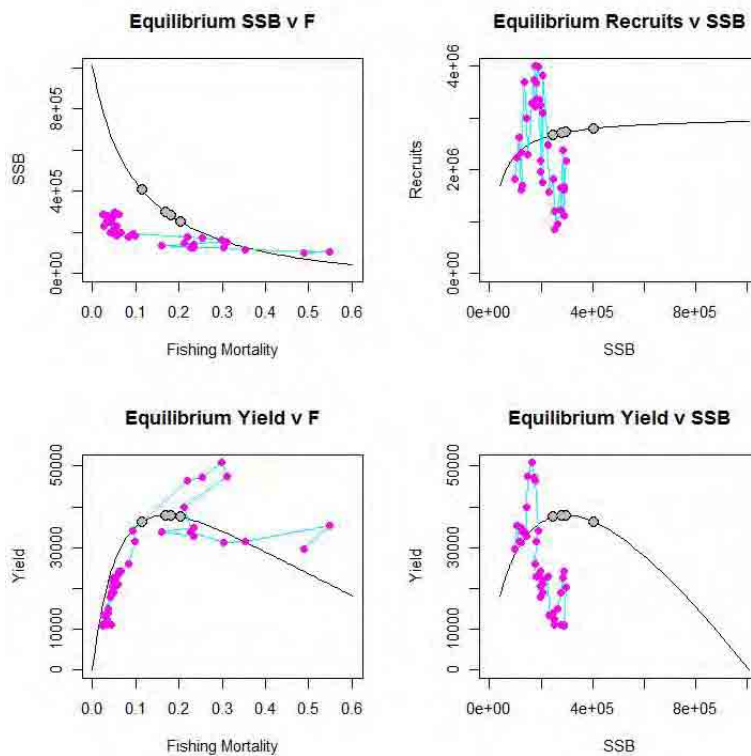 Equilibrium SSB v F
SSB
0e+00
4e+05
8e+05
0.0 0.1 0.2 0.3 0.4 0.5 0.6
Fishing Mortality
Equilibrium Recruits v SSB
Recruits
0e+00
2e+06
4e+06
0e+00 4e+05 8e+05
SSB
Equilibrium Yield v F
Yield
0
10000
30000
50000
0.0 0.1 0.2 0.3 0.4 0.5 0.6
Fishing Mortality
Equilibrium Yield v SSB
Yield
0
10000
30000
50000
0e+00 4e+05 8e+05
SSB